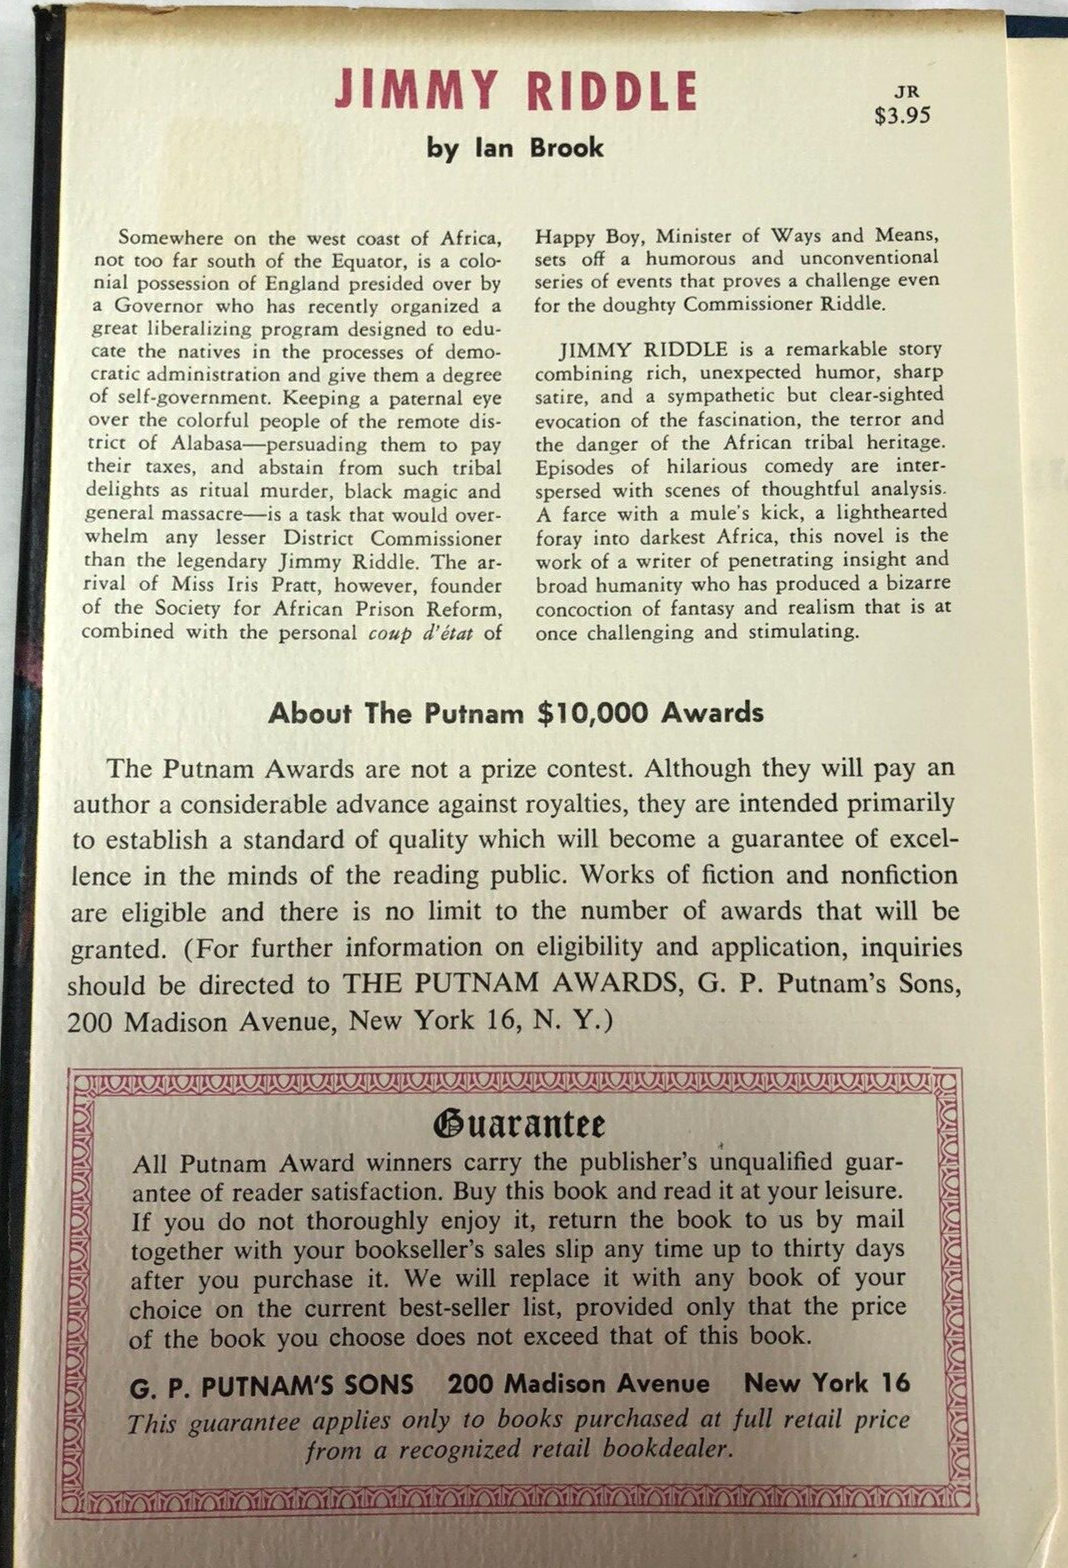 JIMMY RIDDLE
by Ian Brook
JR
$3.95
Somewhere on the west coast of Africa,
not too far south of the Equator, is a colo-
nial possession of England presided over by
a Governor who has recently organized a
great liberalizing program designed to edu-
cate the natives in the processes of demo-
cratic administration and give them a degree
of self-government. Keeping a paternal eye
over the colorful people of the remote dis-
trict of Alabasa—persuading them to pay
their taxes, and abstain from such tribal
delights as ritual murder, black magic and
general massacre—is a task that would over-
whelm any lesser District Commissioner
than the legendary Jimmy Riddle. The ar-
rival of Miss Iris Pratt, however, founder
of the Society for African Prison Reform,
combined with the personal coup d'état of
Happy Boy, Minister of Ways and Means,
sets off a humorous and unconventional
series of events that proves a challenge even
for the doughty Commissioner Riddle.
JIMMY RIDDLE is a remarkable story
combining rich, unexpected humor, sharp
satire, and a sympathetic but clear-sighted
evocation of the fascination, the terror and
the danger of the African tribal heritage.
Episodes of hilarious comedy are inter-
spersed with scenes of thoughtful analysis.
A farce with a mule's kick, a lighthearted
foray into darkest Africa, this novel is the
work of a writer of penetrating insight and
broad humanity who has produced a bizarre
concoction of fantasy and realism that is at
once challenging and stimulating.
About The Putnam $10,000 Awards
The Putnam Awards are not a prize contest. Although they will pay an
author a considerable advance against royalties, they are intended primarily
to establish a standard of quality which will become a guarantee of excel-
lence in the minds of the reading public. Works of fiction and nonfiction
are eligible and there is no limit to the number of awards that will be
granted. (For further information on eligibility and application, inquiries
should be directed to THE PUTNAM AWARDS, G. P. Putnam's Sons,
200 Madison Avenue, New York 16, N. Y.)
Guarantee
All Putnam Award winners carry the publisher's unqualified guar-
antee of reader satisfaction. Buy this book and read it at your leisure.
If you do not thoroughly enjoy it, return the book to us by mail
together with your bookseller's sales slip any time up to thirty days
after you purchase it. We will replace it with any book of your
choice on the current best-seller list, provided only that the price
of the book you choose does not exceed that of this book.
G. P. PUTNAM'S SONS 200 Madison Avenue New York 16
This guarantee applies only to books purchased at full retail price
from a recognized retail bookdealer.